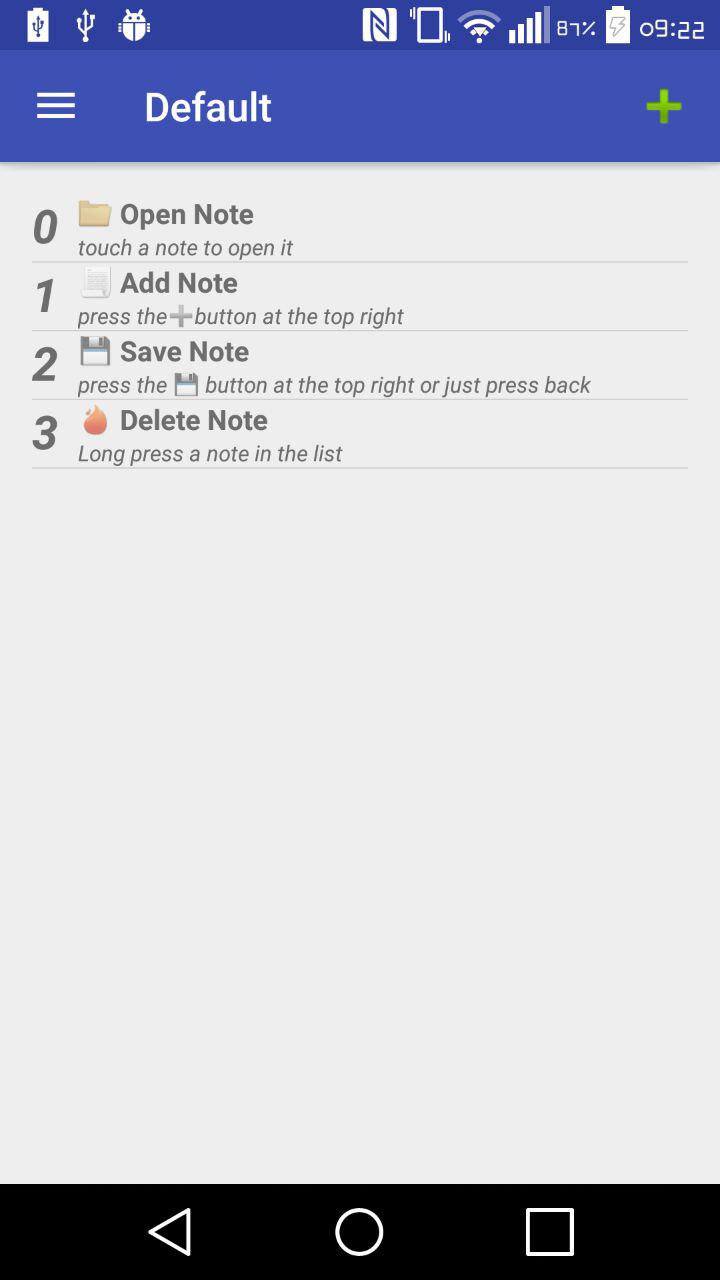 87% 09:22
Default
0 Open Note
touch a note to open it
1 Add Note
press the➕button at the top right
2 Save Note
press the 💾 button at the top right or just press back
3 Delete Note
Long press a note in the list